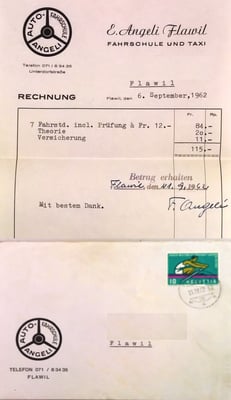 AUTO-
FAHRSCHULE
ANGELI
E. Angeli Flawil
FAHRSCHULE UND TAXI
Telefon 071 / 8 34 35
Unterdorfstraße
Flawil
RECHNUNG
Flawil, den 6. September, 1962
Fr. Rp.
7 Fahrstd. incl. Prüfung à Fr. 12.- 84.-
Theorie 20.-
Versicherung 11.-
115.-
Betrag erhalten
Flawil, den 11.9.1962
Mit bestem Dank.
E. Angeli
10 HELVETIA
AUTO-
FAHRSCHULE
ANGELI
TELEFON 071 / 8 34 35
FLAWIL
Flawil